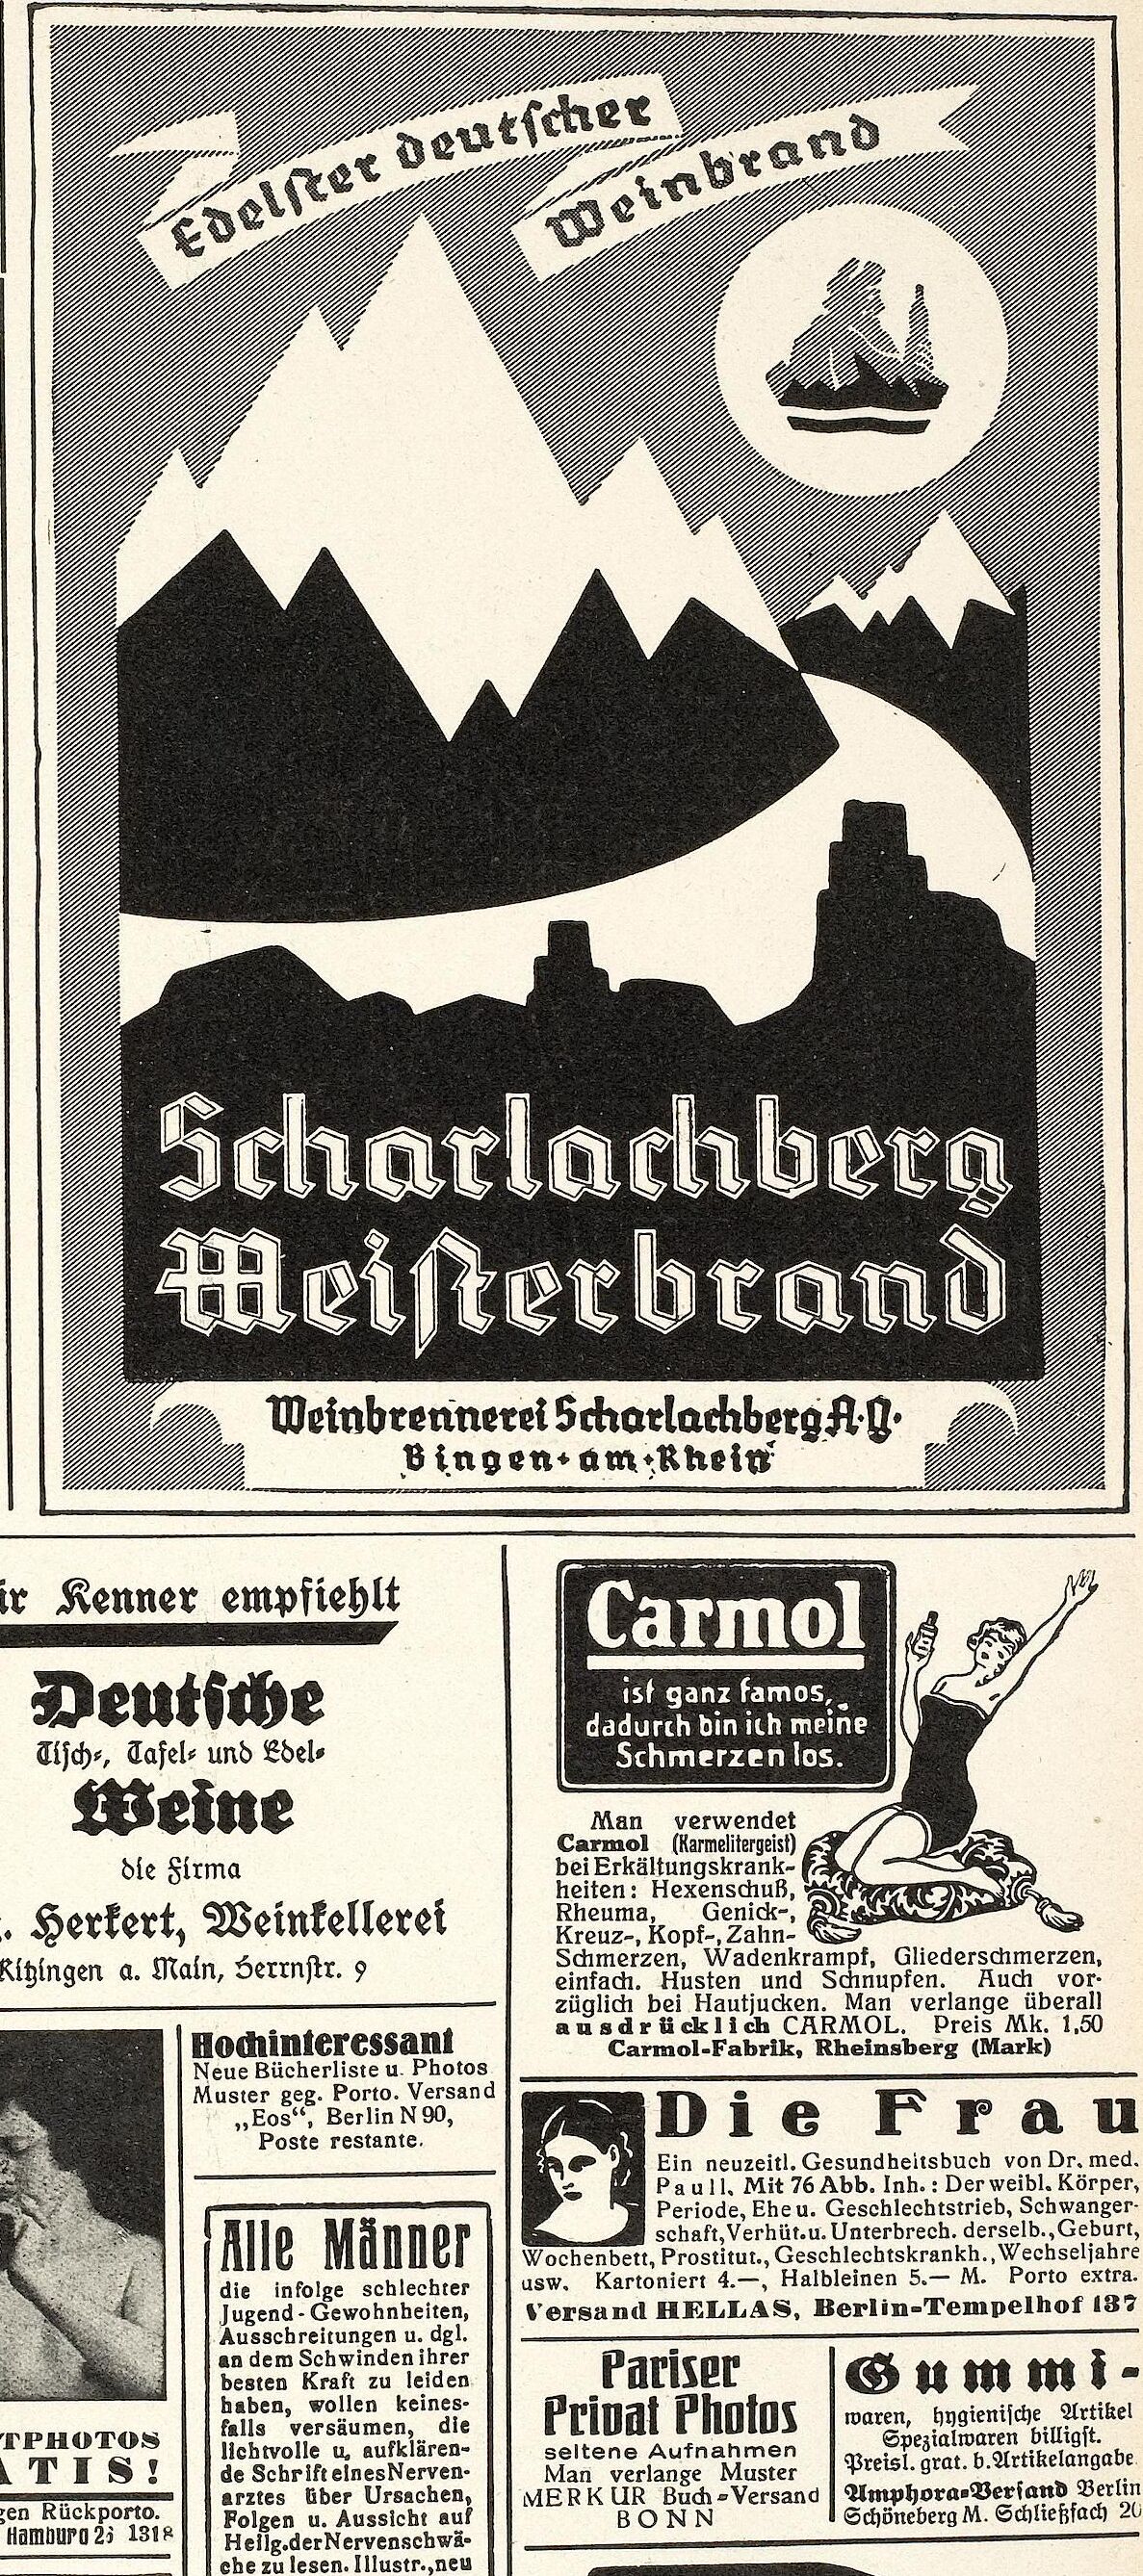 Edelster deutscher
Weinbrand
Scharlachberg
Meisterbrand
Weinbrennerei Scharlachberg A.G.
Bingen am Rhein
Kenner empfiehlt
Deutsche
Tisch-, Tafel- und Edel-
Weine
die Firma
Herkert, Weinkellerei
Kitzingen a. Main, Herrnstr. 9
Carmol
ist ganz famos,
dadurch bin ich meine
Schmerzen los.
Man verwendet
Carmol (Karmelitergeist)
bei Erkältungskrank-
heiten: Hexenschuß,
Rheuma, Genick-,
Kreuz-, Kopf-, Zahn-
Schmerzen, Wadenkrampf, Gliederschmerzen,
einfach. Husten und Schnupfen. Auch vor-
züglich bei Hautjucken. Man verlange überall
ausdrücklich CARMOL. Preis Mk. 1,50
Carmol-Fabrik, Rheinsberg (Mark)
Hochinteressant
Neue Bücherliste u. Photos
Muster geg. Porto. Versand
„Eos“, Berlin N 90,
Poste restante.
Alle Männer
die infolge schlechter
Jugend-Gewohnheiten,
Ausschreitungen u. dgl.
an dem Schwinden ihrer
besten Kraft zu leiden
haben, wollen keines-
falls versäumen, die
lichtvolle u. aufklären-
de Schrift eines Nerven-
arztes über Ursachen,
Folgen u. Aussicht auf
Heilg. der Nervenschwä-
che zu lesen. Illustr., neu
TPHOTOS
ATIS!
gen Rückporto.
Hamburg 26 1318
Die Frau
Ein neuzeitl. Gesundheitsbuch von Dr. med.
Paull. Mit 76 Abb. Inh.: Der weibl. Körper,
Periode, Ehe u. Geschlechtstrieb, Schwanger-
schaft, Verhüt. u. Unterbrech. derselb., Geburt,
Wochenbett, Prostitut., Geschlechtskrankh., Wechseljahre
usw. Kartoniert 4.—, Halbleinen 5.— M. Porto extra.
Versand HELLAS, Berlin-Tempelhof 137
Pariser
Privat Photos
seltene Aufnahmen
Man verlange Muster
MERKUR Buch-Versand
BONN
Gummi-
waren, hygienische Artikel
Spezialwaren billigst.
Preisl. grat. b. Artikelangabe.
Amphora-Versand Berlin
Schöneberg M. Schließfach 20